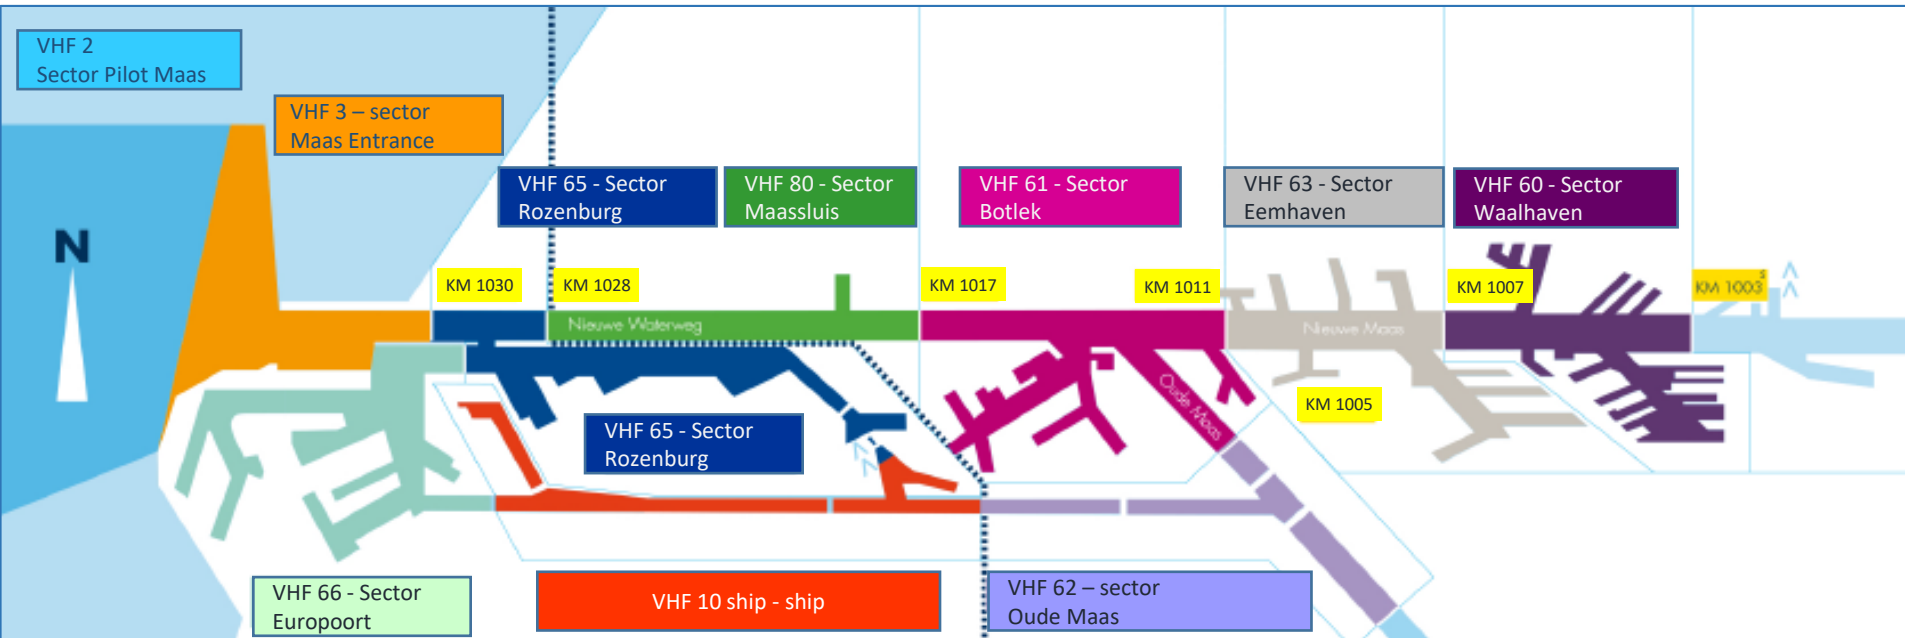 VHF 2
Sector Pilot Maas
VHF 3 – sector
Maas Entrance
VHF 65 - Sector
Rozenburg
VHF 80 - Sector
Maassluis
VHF 61 - Sector
Botlek
VHF 63 - Sector
Eemhaven
VHF 60 - Sector
Waalhaven
N
KM 1030
KM 1028
KM 1017
KM 1011
KM 1007
KM 1003
s
Nieuwe Waterweg
Nieuwe Maas
Oude Maas
KM 1005
VHF 65 - Sector
Rozenburg
VHF 66 - Sector
Europoort
VHF 10 ship - ship
VHF 62 – sector
Oude Maas